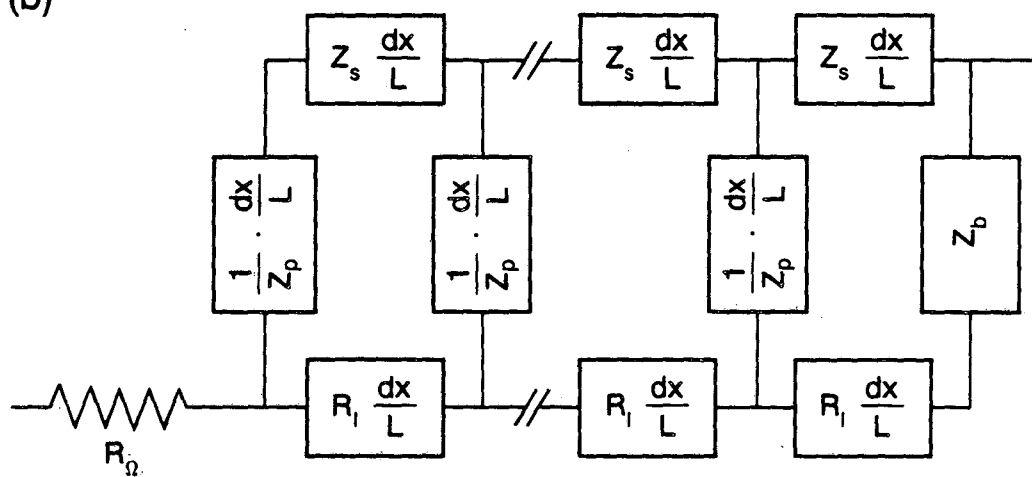 (b)
Z_s dx/L
Z_s dx/L
Z_s dx/L
1/Z_p · dx/L
1/Z_p · dx/L
1/Z_p · dx/L
Z_b
R_l dx/L
R_l dx/L
R_l dx/L
R_Ω